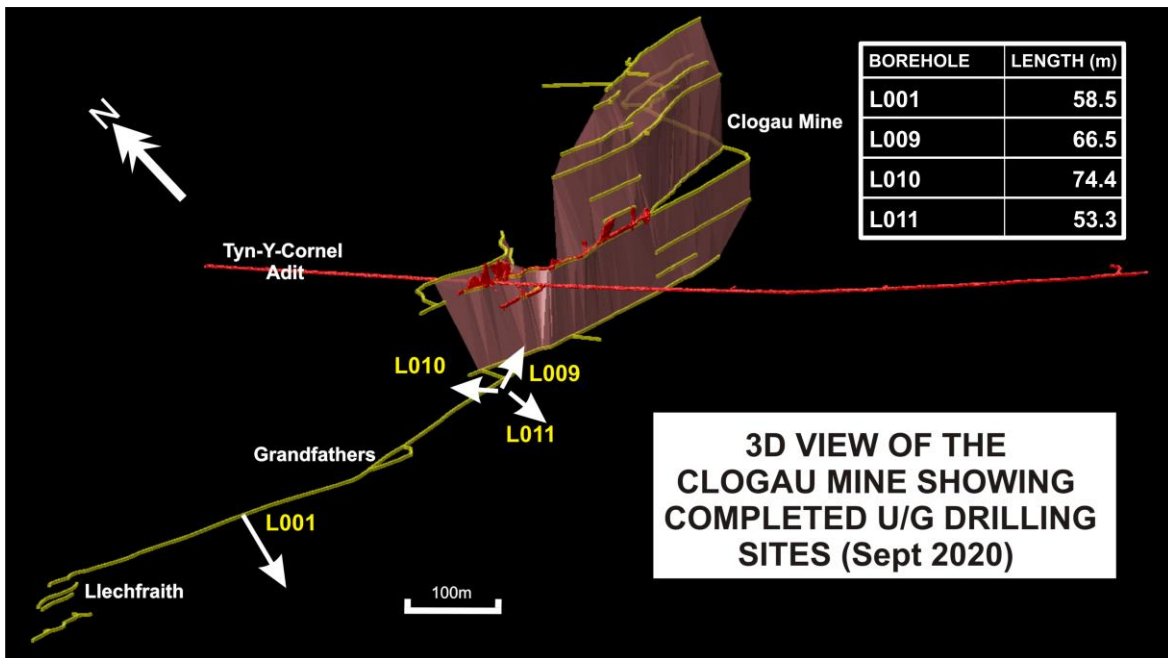 BOREHOLE LENGTH (m)
L001 58.5
L009 66.5
L010 74.4
L011 53.3
N
Clogau Mine
Tyn-Y-Cornel
Adit
L010
L009
L011
Grandfathers
L001
Llechfraith
100m
3D VIEW OF THE
CLOGAU MINE SHOWING
COMPLETED U/G DRILLING
SITES (Sept 2020)